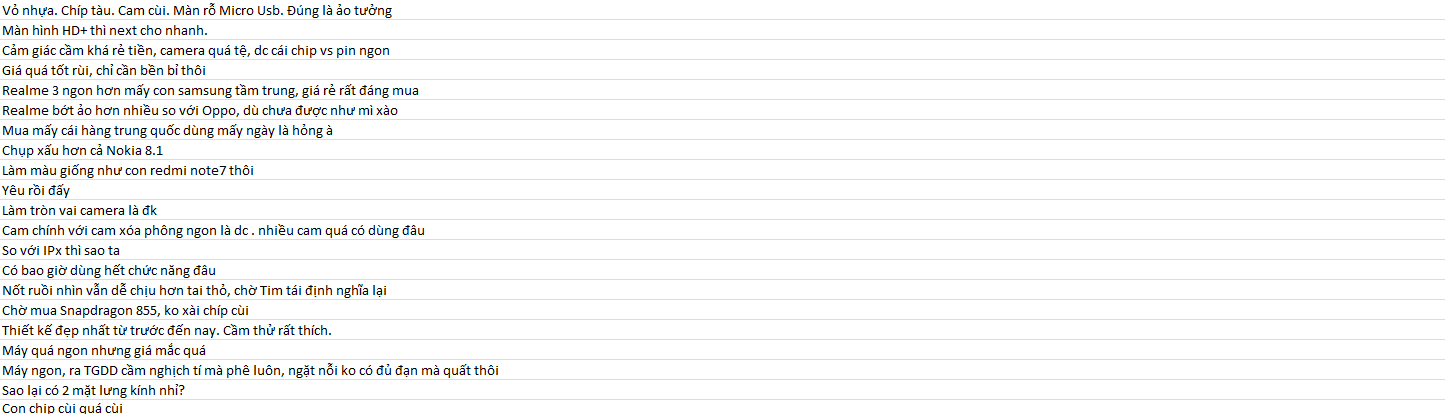 Vỏ nhựa. Chíp tàu. Cam cùi. Màn rỗ Micro Usb. Đúng là ảo tưởng
Màn hình HD+ thì next cho nhanh.
Cảm giác cầm khá rẻ tiền, camera quá tệ, dc cái chip vs pin ngon
Giá quá tốt rùi, chỉ cần bền bỉ thôi
Realme 3 ngon hơn mấy con samsung tầm trung, giá rẻ rất đáng mua
Realme bớt ảo hơn nhiều so với Oppo, dù chưa được như mì xào
Mua mấy cái hàng trung quốc dùng mấy ngày là hỏng à
Chụp xấu hơn cả Nokia 8.1
Làm màu giống như con redmi note7 thôi
Yêu rồi đấy
Làm tròn vai camera là đk
Cam chính với cam xóa phông ngon là dc . nhiều cam quá có dùng đâu
So với IPx thì sao ta
Có bao giờ dùng hết chức năng đâu
Nốt ruồi nhìn vẫn dễ chịu hơn tai thỏ, chờ Tim tái định nghĩa lại
Chờ mua Snapdragon 855, ko xài chíp cùi
Thiết kế đẹp nhất từ trước đến nay. Cầm thử rất thích.
Máy quá ngon nhưng giá mắc quá
Máy ngon, ra TGDD cầm nghịch tí mà phê luôn, ngặt nỗi ko có đủ đạn mà quất thôi
Sao lại có 2 mặt lưng kính nhỉ?
Con chip cùi quá cùi